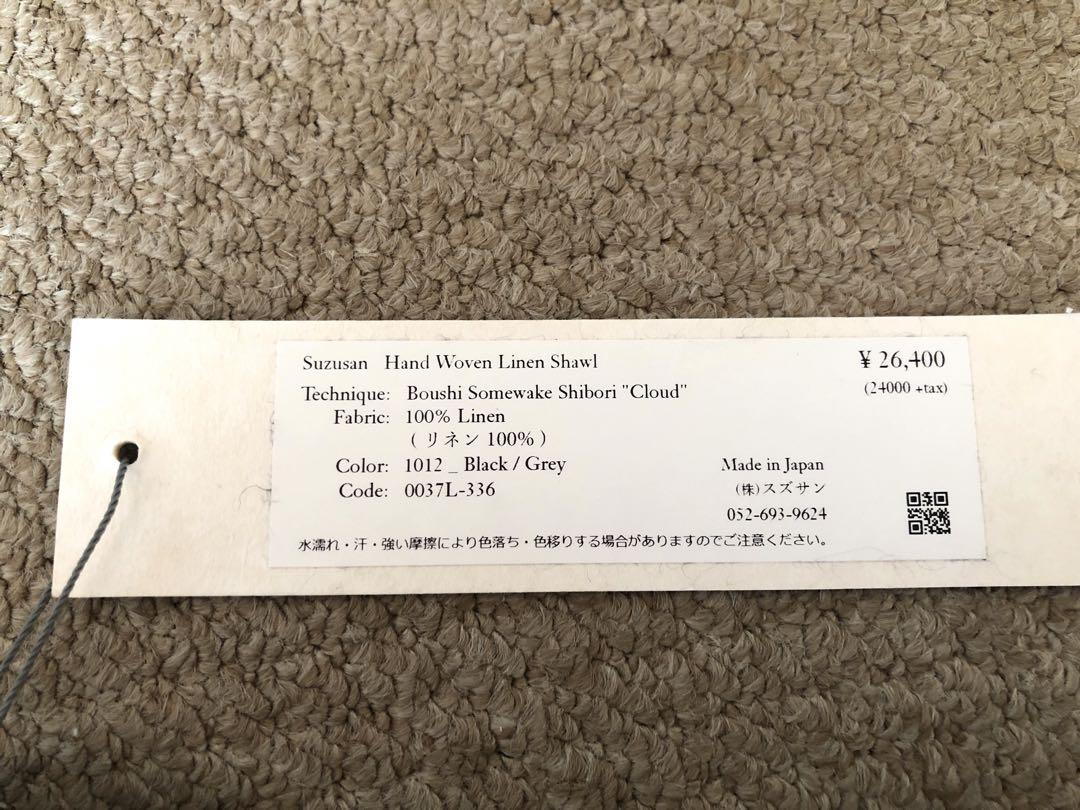 Suzusan Hand Woven Linen Shawl
¥ 26,400
Technique: Boushi Somewake Shibori "Cloud"
(24000 +tax)
Fabric: 100% Linen
( リネン 100% )
Color: 1012 _ Black / Grey
Made in Japan
Code: 0037L-336
(株)スズサン
052-693-9624
水濡れ・汗・強い摩擦により色落ち・色移りする場合がありますのでご注意ください。